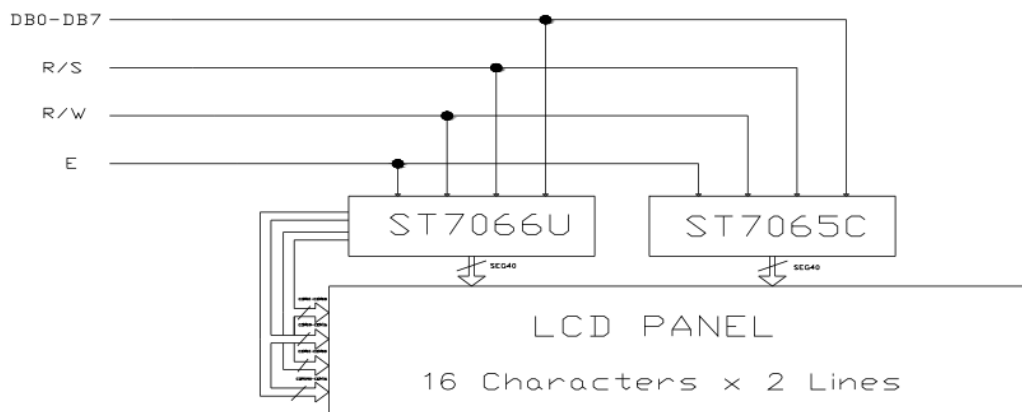 DB0-DB7
R/S
R/W
E
ST7066U
ST7065C
SEG40
SEG40
LCD PANEL
16 Characters x 2 Lines